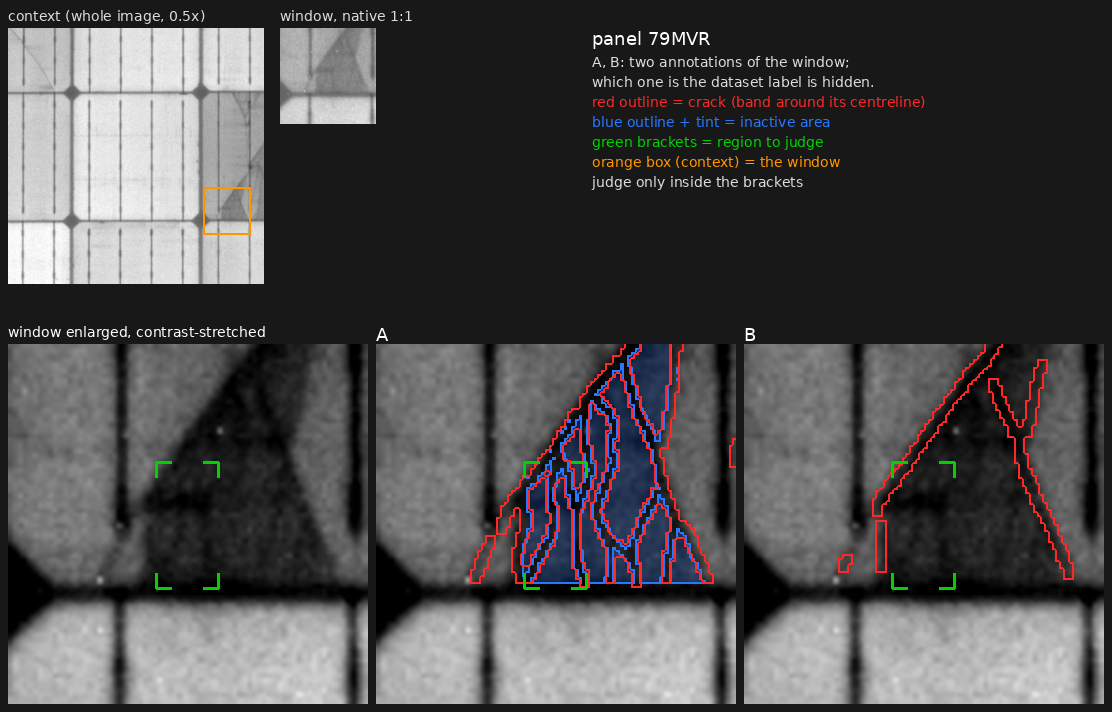 context (whole image, 0.5x)
window, native 1:1
panel 79MVR
A, B: two annotations of the window;
which one is the dataset label is hidden.
red outline = crack (band around its centreline)
blue outline + tint = inactive area
green brackets = region to judge
orange box (context) = the window
judge only inside the brackets
window enlarged, contrast-stretched
A
B